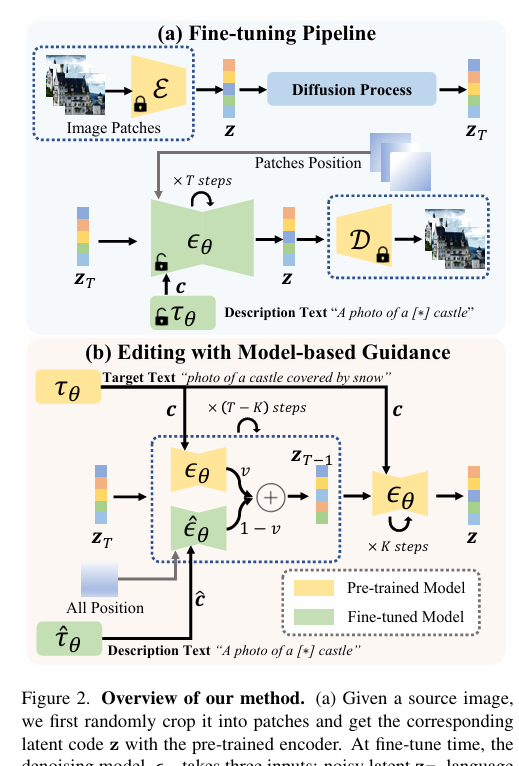 (a) Fine-tuning Pipeline
ℰ
Image Patches
z
Diffusion Process
z_T
Patches Position
× T steps
ϵ_θ
z_T
z
𝒟
c
τ_θ
Description Text “A photo of a [*] castle”
(b) Editing with Model-based Guidance
τ_θ
Target Text “photo of a castle covered by snow”
c
× (T − K) steps
c
z_{T−1}
ϵ_θ
v
+
ϵ_θ
z_T
ϵ̂_θ
1 − v
z
× K steps
All Position
ĉ
Pre-trained Model
Fine-tuned Model
τ̂_θ
Description Text “A photo of a [*] castle”
Figure 2. Overview of our method. (a) Given a source image,
we first randomly crop it into patches and get the corresponding
latent code z with the pre-trained encoder. At fine-tune time, the